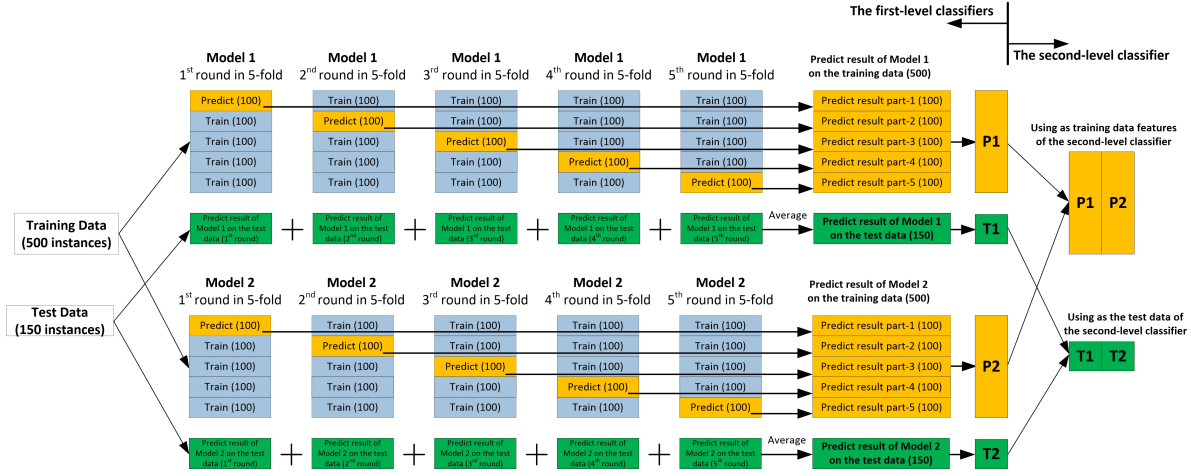 The first-level classifiers
The second-level classifier
Model 1
1st round in 5-fold
Model 1
2nd round in 5-fold
Model 1
3rd round in 5-fold
Model 1
4th round in 5-fold
Model 1
5th round in 5-fold
Predict result of Model 1
on the training data (500)
Predict (100)
Train (100)
Train (100)
Train (100)
Train (100)
Train (100)
Predict (100)
Train (100)
Train (100)
Train (100)
Train (100)
Train (100)
Predict (100)
Train (100)
Train (100)
Train (100)
Train (100)
Train (100)
Predict (100)
Train (100)
Train (100)
Train (100)
Train (100)
Train (100)
Predict (100)
Predict result part-1 (100)
Predict result part-2 (100)
Predict result part-3 (100)
Predict result part-4 (100)
Predict result part-5 (100)
P1
Using as training data features
of the second-level classifier
P1 P2
Training Data
(500 instances)
Predict result of
Model 1 on the test
data (1st round)
+
Predict result of
Model 1 on the test
data (2nd round)
+
Predict result of
Model 1 on the test
data (3rd round)
+
Predict result of
Model 1 on the test
data (4th round)
+
Predict result of
Model 1 on the test
data (5th round)
Average
Predict result of Model 1
on the test data (150)
T1
Test Data
(150 instances)
Model 2
1st round in 5-fold
Model 2
2nd round in 5-fold
Model 2
3rd round in 5-fold
Model 2
4th round in 5-fold
Model 2
5th round in 5-fold
Predict result of Model 2
on the training data (500)
Predict (100)
Train (100)
Train (100)
Train (100)
Train (100)
Train (100)
Predict (100)
Train (100)
Train (100)
Train (100)
Train (100)
Train (100)
Predict (100)
Train (100)
Train (100)
Train (100)
Train (100)
Train (100)
Predict (100)
Train (100)
Train (100)
Train (100)
Train (100)
Train (100)
Predict (100)
Predict result part-1 (100)
Predict result part-2 (100)
Predict result part-3 (100)
Predict result part-4 (100)
Predict result part-5 (100)
P2
Using as the test data of
the second-level classifier
T1 T2
Predict result of
Model 2 on the test
data (1st round)
+
Predict result of
Model 2 on the test
data (2nd round)
+
Predict result of
Model 2 on the test
data (3rd round)
+
Predict result of
Model 2 on the test
data (4th round)
+
Predict result of
Model 2 on the test
data (5th round)
Average
Predict result of Model 2
on the test data (150)
T2